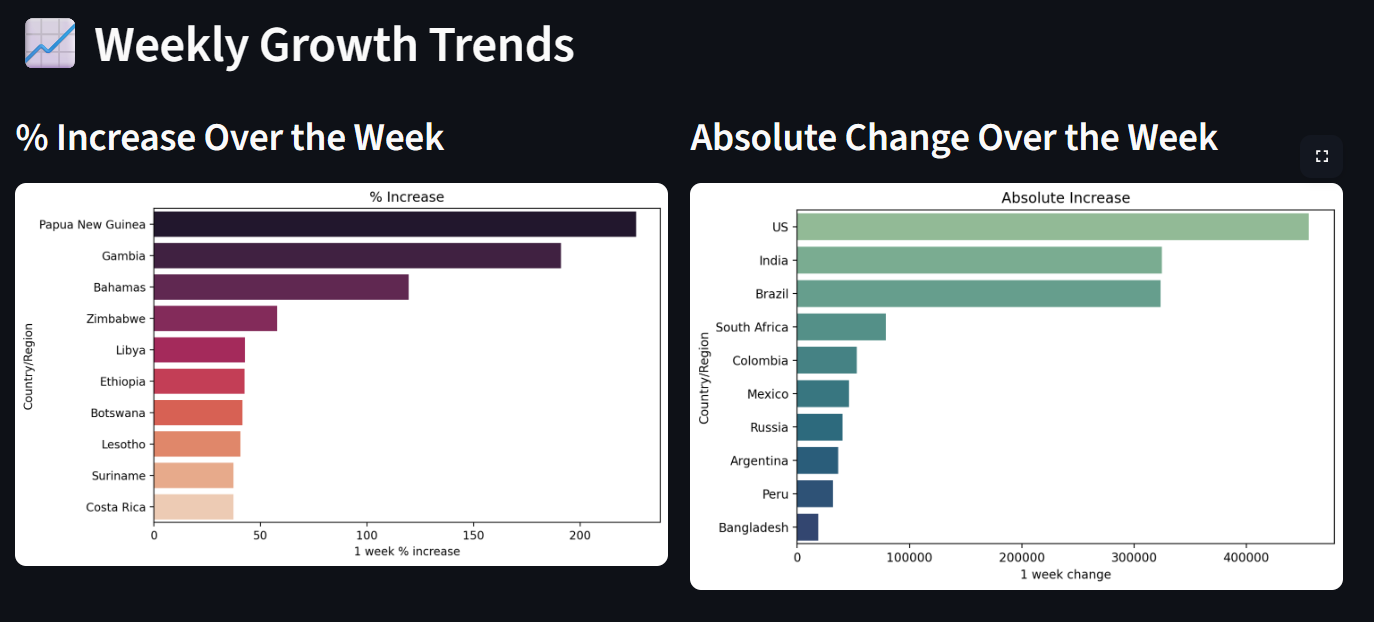 Weekly Growth Trends
% Increase Over the Week
% Increase
Country/Region
Papua New Guinea
Gambia
Bahamas
Zimbabwe
Libya
Ethiopia
Botswana
Lesotho
Suriname
Costa Rica
0 50 100 150 200
1 week % increase
Absolute Change Over the Week
Absolute Increase
Country/Region
US
India
Brazil
South Africa
Colombia
Mexico
Russia
Argentina
Peru
Bangladesh
0 100000 200000 300000 400000
1 week change